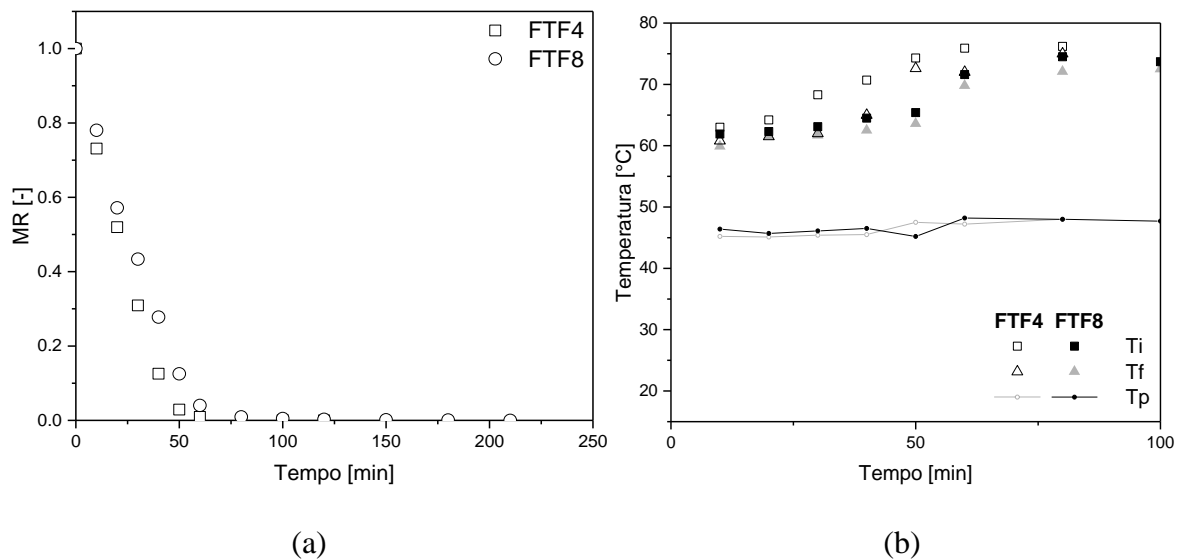 FTF4
FTF8
1.0
0.8
0.6
0.4
0.2
0.0
MR [-]
0 50 100 150 200 250
Tempo [min]
(a)
80
70
60
50
40
30
20
Temperatura [°C]
FTF4 FTF8
Ti
Tf
Tp
0 50 100
Tempo [min]
(b)